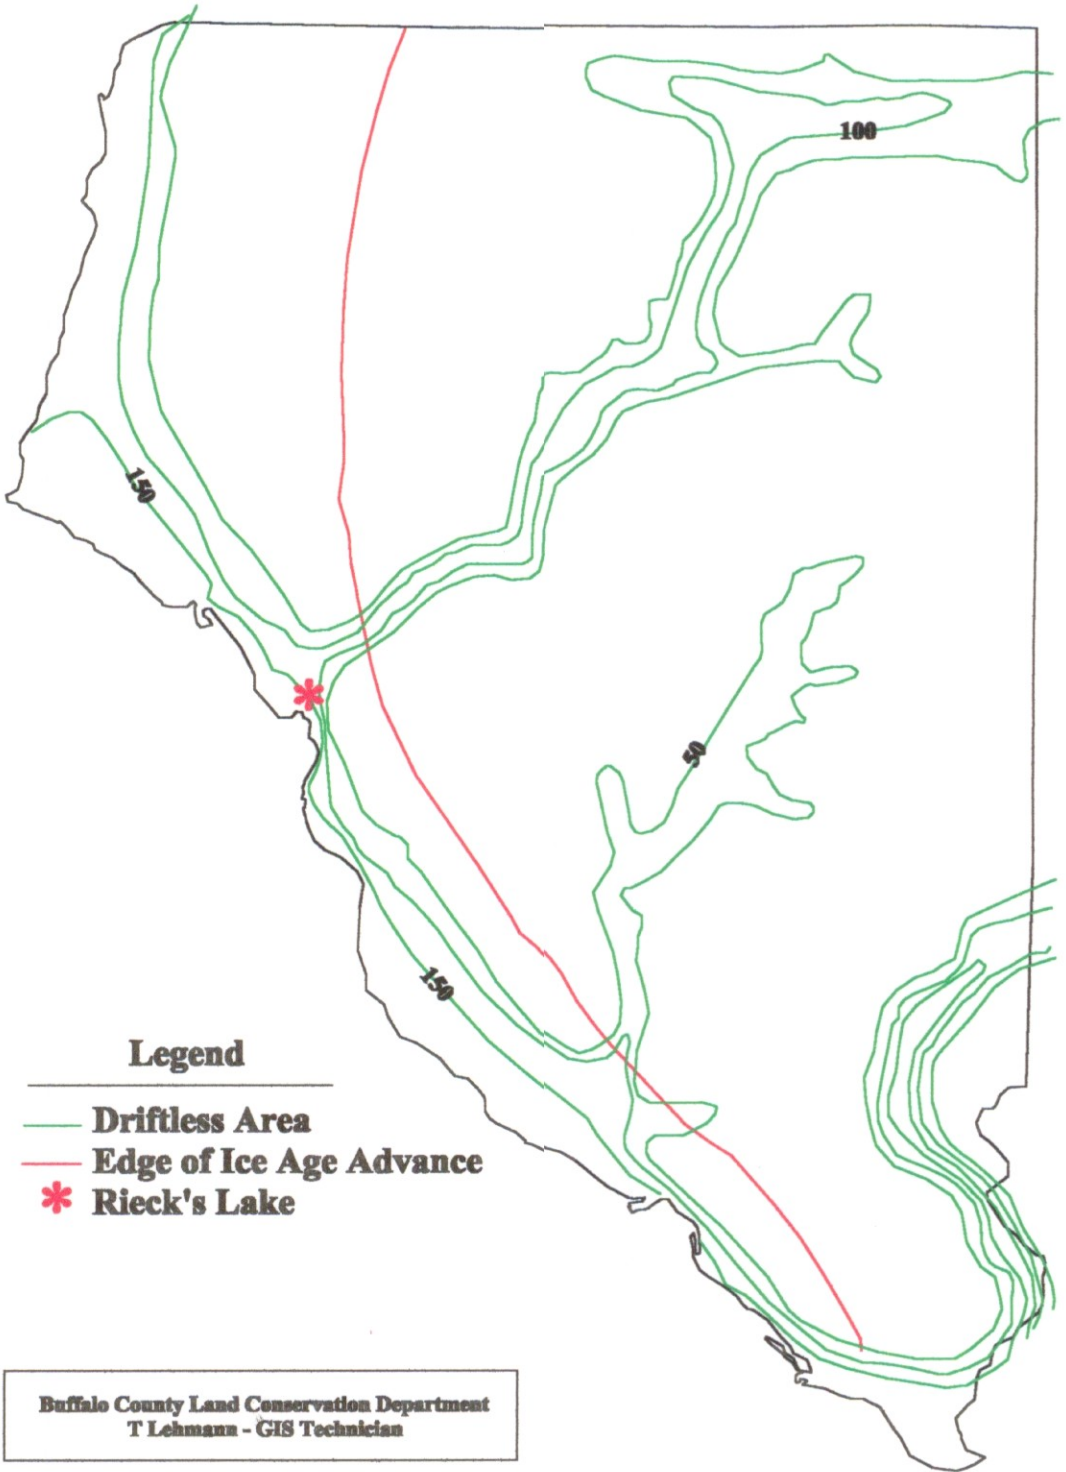 100
150
50
150
Legend
Driftless Area
Edge of Ice Age Advance
Rieck's Lake
Buffalo County Land Conservation Department
T Lehmann - GIS Technician